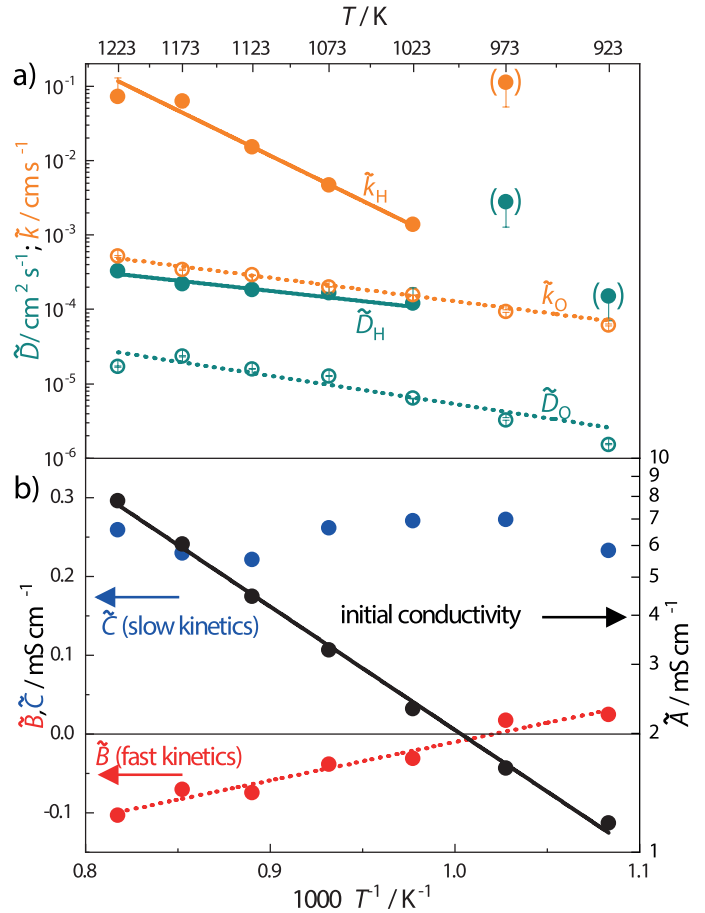 T / K
1223 1173 1123 1073 1023 973 923
a)
10⁻¹
10⁻²
10⁻³
10⁻⁴
10⁻⁵
10⁻⁶
D̃/ cm² s⁻¹; k̃ / cm s⁻¹
( )
k̃H
( )
( )
k̃O
D̃H
D̃O
b)
0.3
0.2
0.1
0.0
-0.1
B̃,C̃ / mS cm⁻¹
10
9
8
7
6
5
4
3
2
1
Ã / mS cm⁻¹
initial conductivity
C̃ (slow kinetics)
B̃ (fast kinetics)
0.8 0.9 1.0 1.1
1000 T⁻¹ / K⁻¹